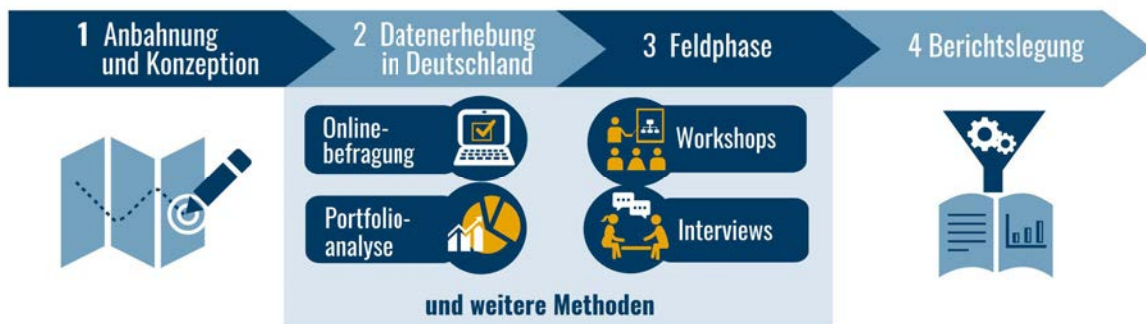 1 Anbahnung
und Konzeption
2 Datenerhebung
in Deutschland
3 Feldphase
4 Berichtslegung
Online-
befragung
Workshops
Portfolio-
analyse
Interviews
und weitere Methoden